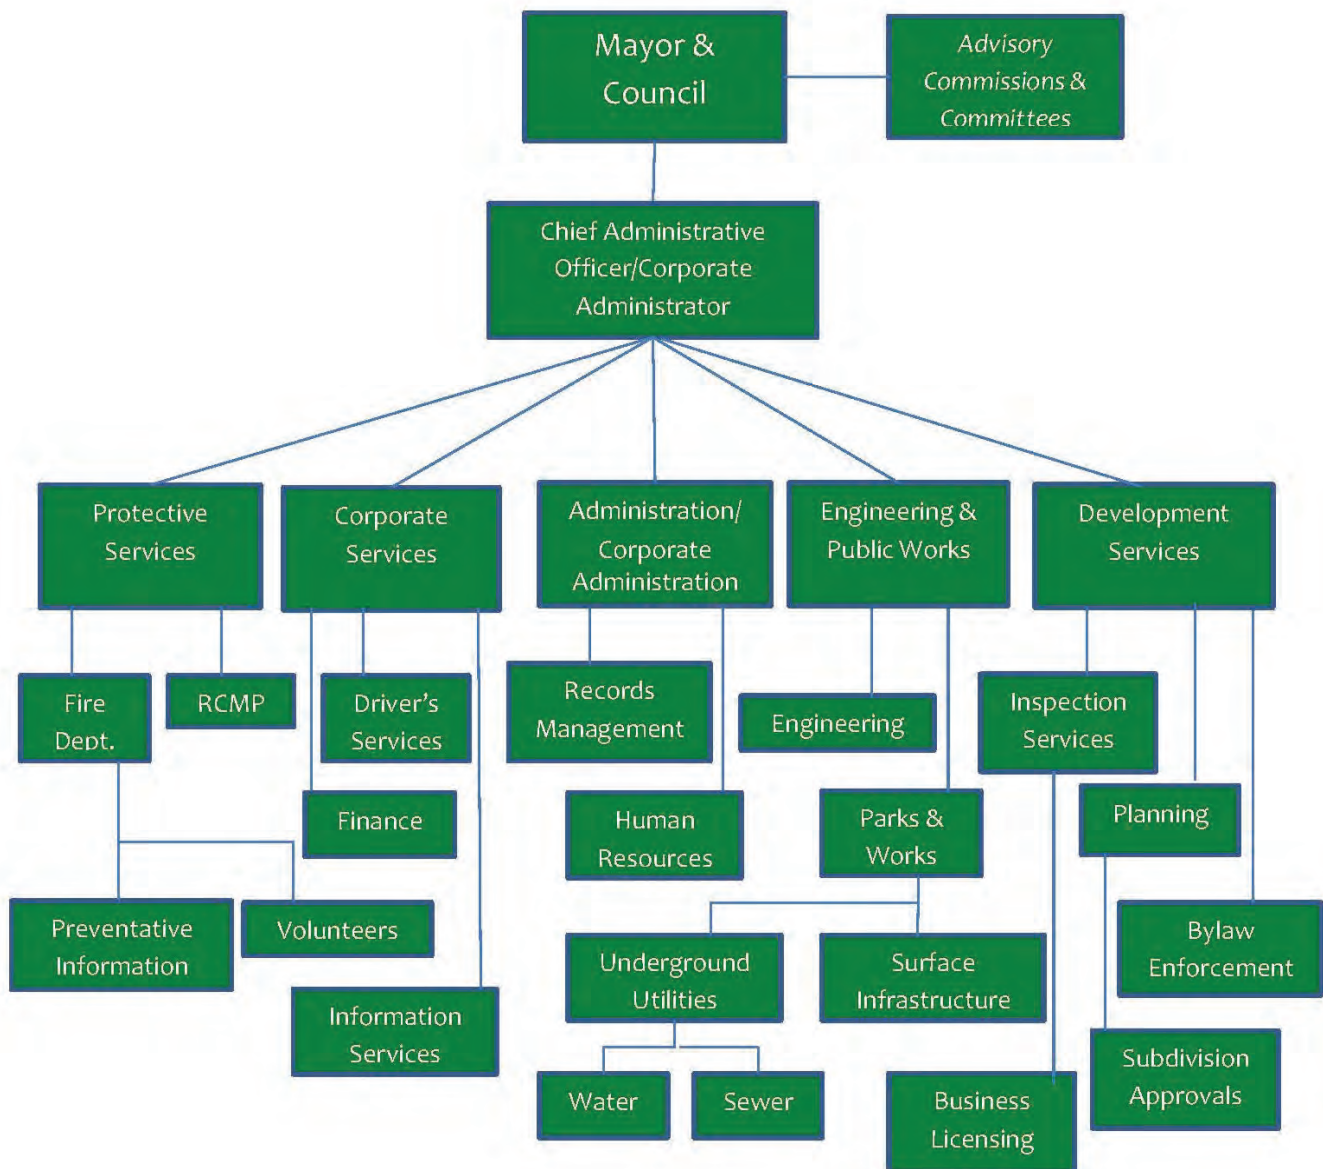 Mayor &
Council
Advisory
Commissions &
Committees
Chief Administrative
Officer/Corporate
Administrator
Protective
Services
Corporate
Services
Administration/
Corporate
Administration
Engineering &
Public Works
Development
Services
Fire
Dept.
RCMP
Driver's
Services
Records
Management
Engineering
Inspection
Services
Finance
Human
Resources
Parks &
Works
Planning
Preventative
Information
Volunteers
Underground
Utilities
Surface
Infrastructure
Bylaw
Enforcement
Information
Services
Water
Sewer
Business
Licensing
Subdivision
Approvals